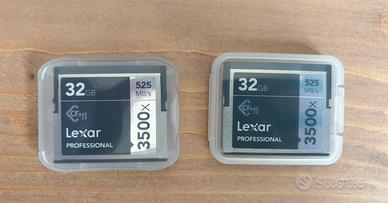 32GB
525
MB/s
CFast
2.0
3500x
Lexar
PROFESSIONAL
32GB
525
MB/s
CFast
2.0
3500x
Lexar
PROFESSIONAL
subito